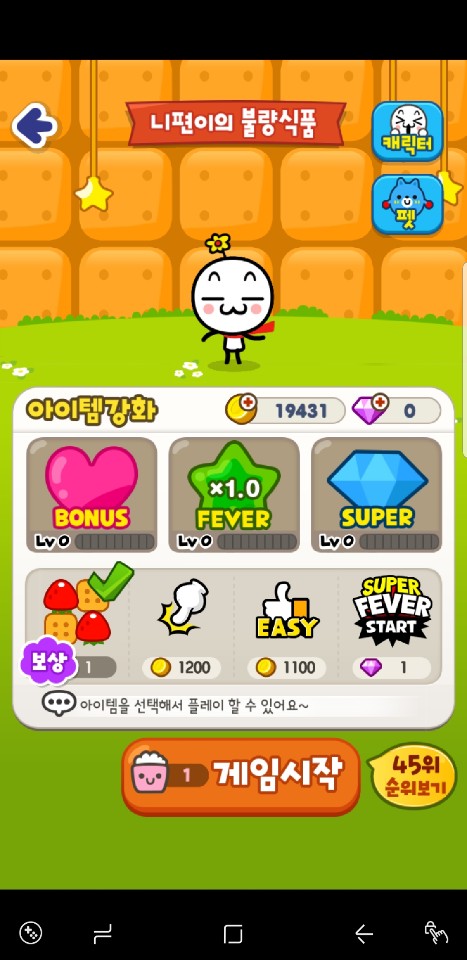 니편이의 불량식품
캐릭터
펫
아이템강화
19431
0
BONUS
Lv 0
×1.0
FEVER
Lv 0
SUPER
Lv 0
보상
1
1200
EASY
1100
SUPER
FEVER
START
1
아이템을 선택해서 플레이 할 수 있어요~
1
게임시작
45위
순위보기